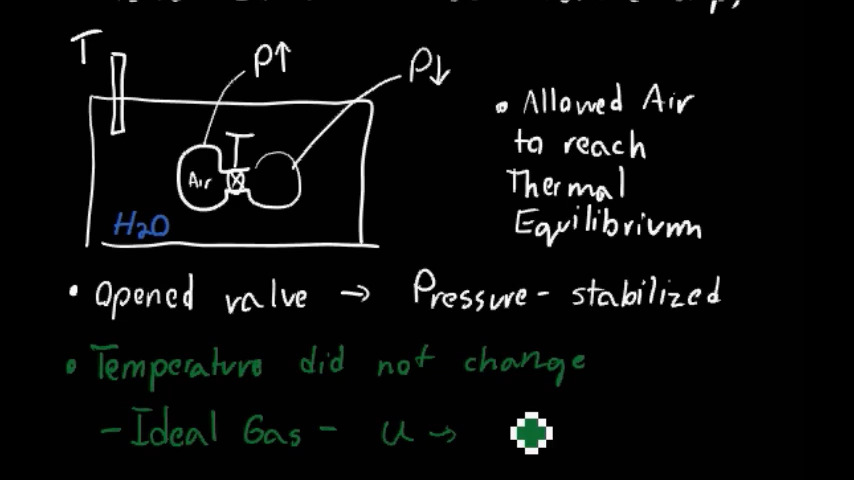 T
P↑
P↓
T
Air
H2O
• Allowed Air
to reach
Thermal
Equilibrium
• Opened valve → Pressure - stabilized
• Temperature did not change
- Ideal Gas - u →